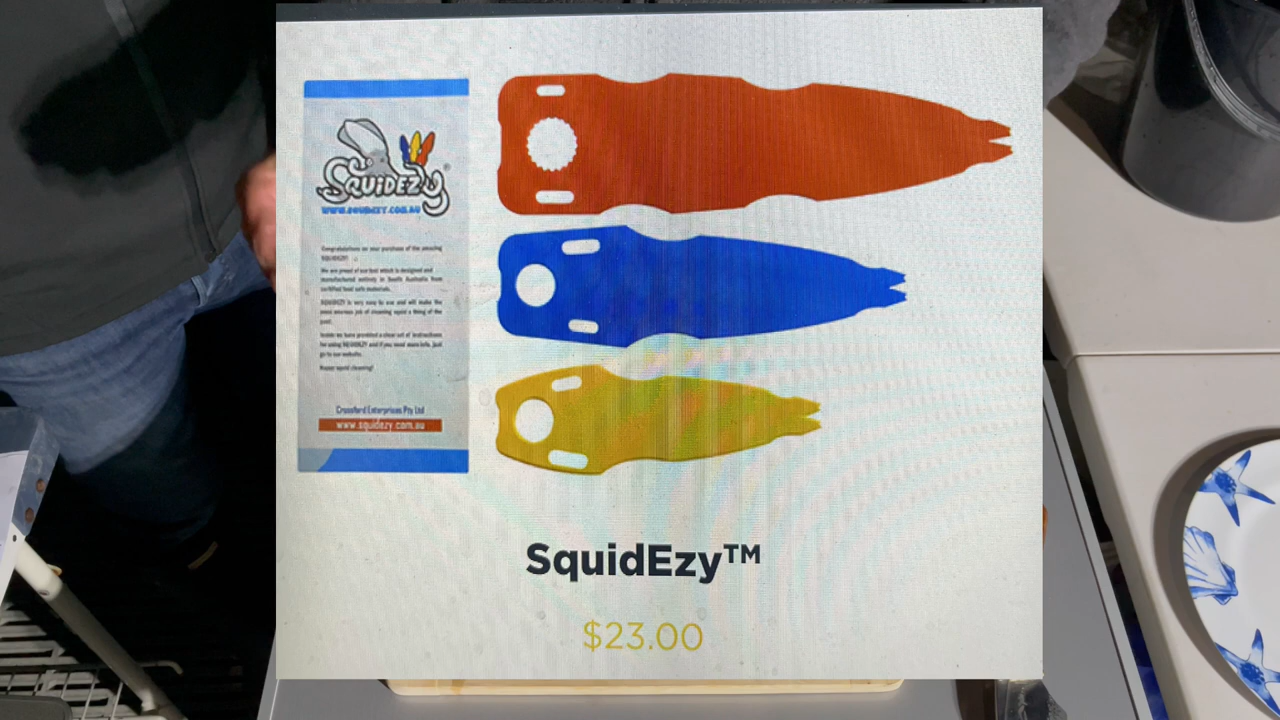 SQUIDEZY
WWW.SQUIDEZY.COM.AU
Congratulations on your purchase of the amazing
SQUIDEZY!
We are proud of our tool which is designed and
manufactured entirely in South Australia from
certified food safe materials.
SQUIDEZY is very easy to use and will make the
most onerous job of cleaning squid a thing of the
past.
Inside we have provided a clear set of instructions
for using SQUIDEZY and if you need more info, just
go to our website.
Happy squid cleaning!
Crossford Enterprises Pty Ltd
www.squidezy.com.au
SquidEzy™
$23.00